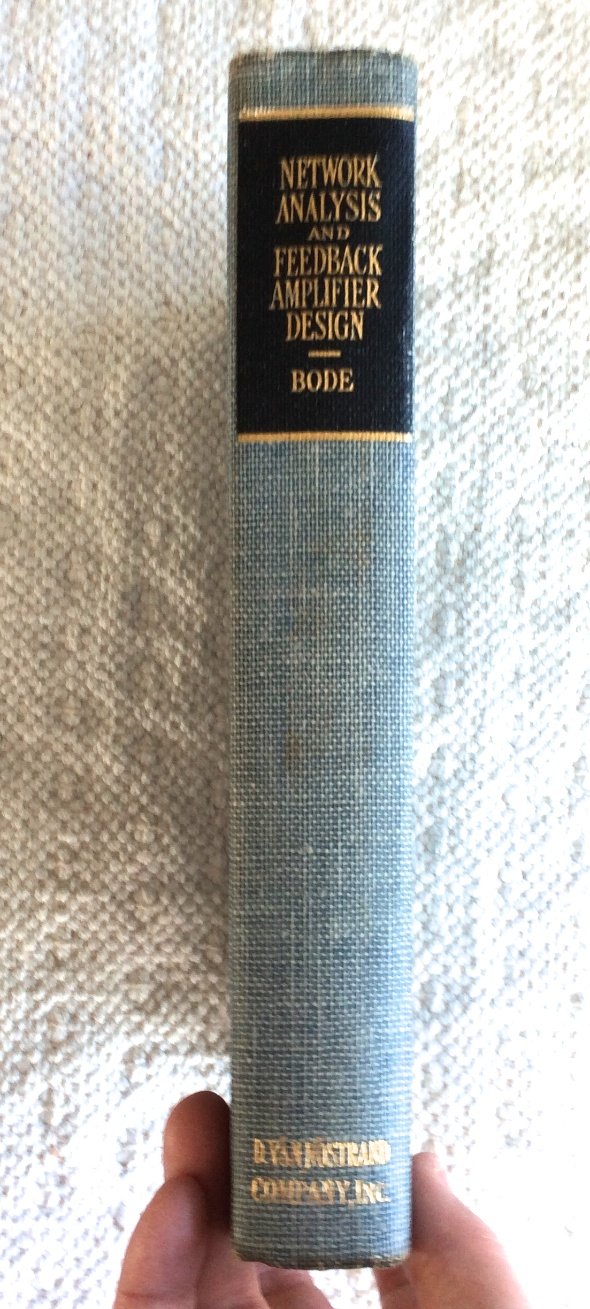 NETWORK
ANALYSIS
AND
FEEDBACK
AMPLIFIER
DESIGN
BODE
D. VAN NOSTRAND
COMPANY, INC.